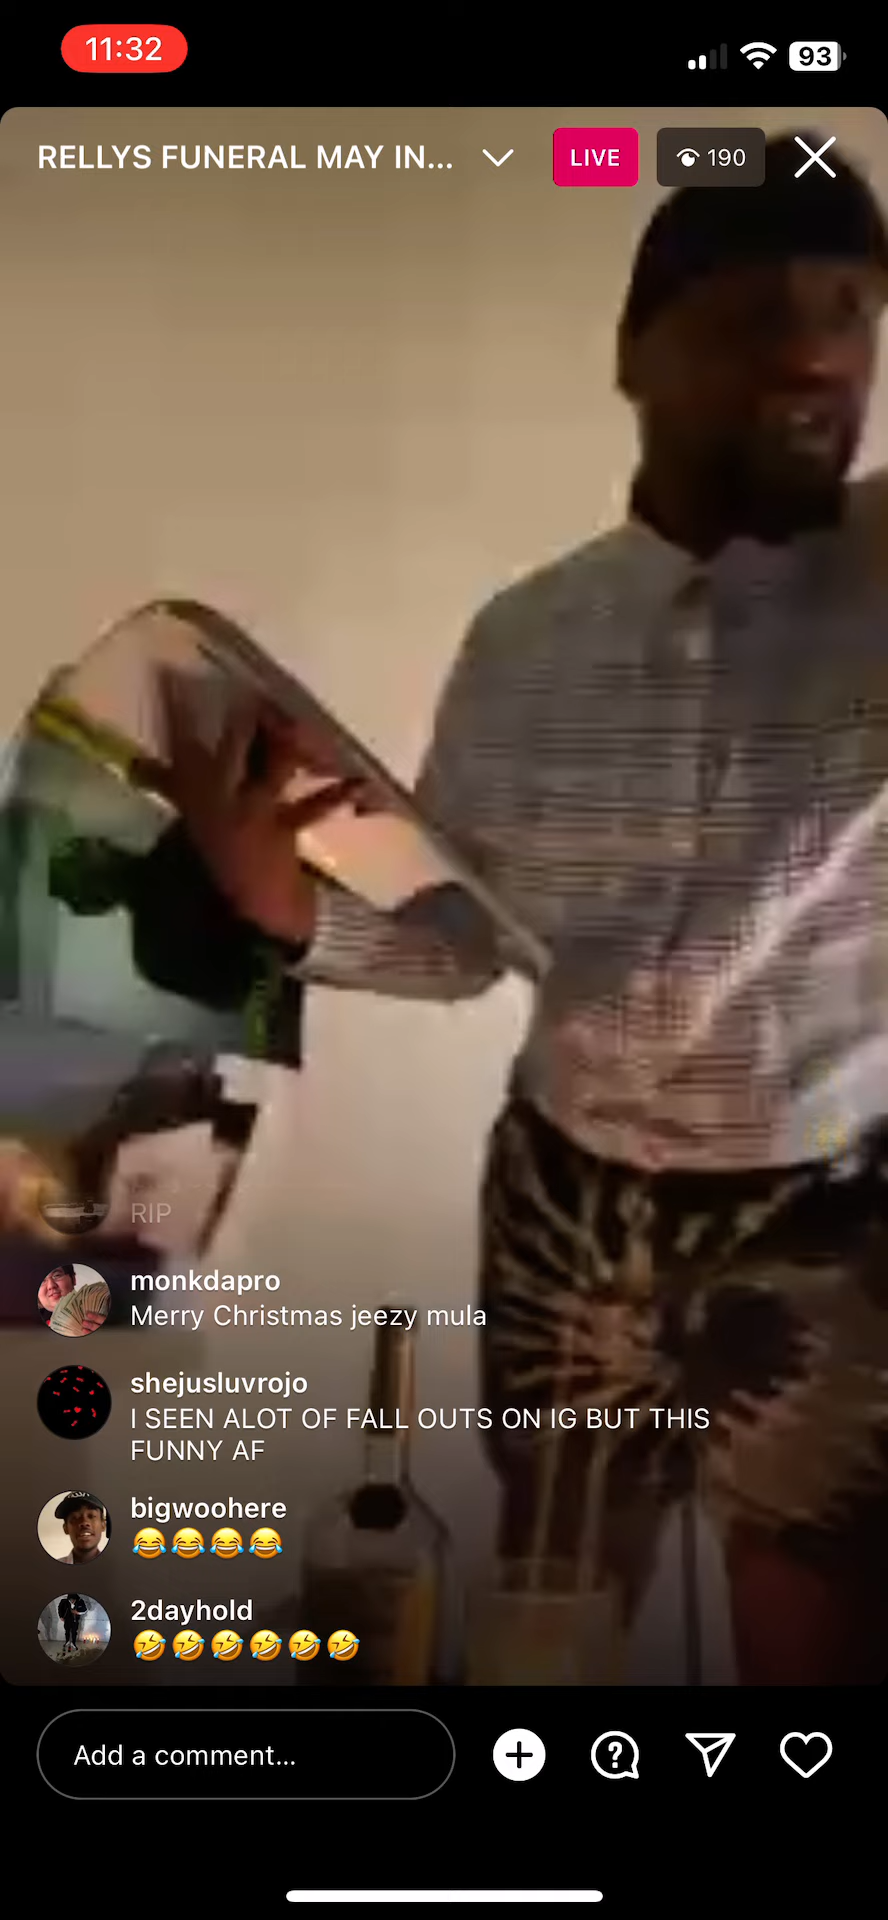 11:32
93
RELLYS FUNERAL MAY IN...
LIVE
190
RIP
monkdapro
Merry Christmas jeezy mula
shejusluvrojo
I SEEN ALOT OF FALL OUTS ON IG BUT THIS
FUNNY AF
bigwoohere
😂😂😂😂
2dayhold
🤣🤣🤣🤣🤣🤣
Add a comment...